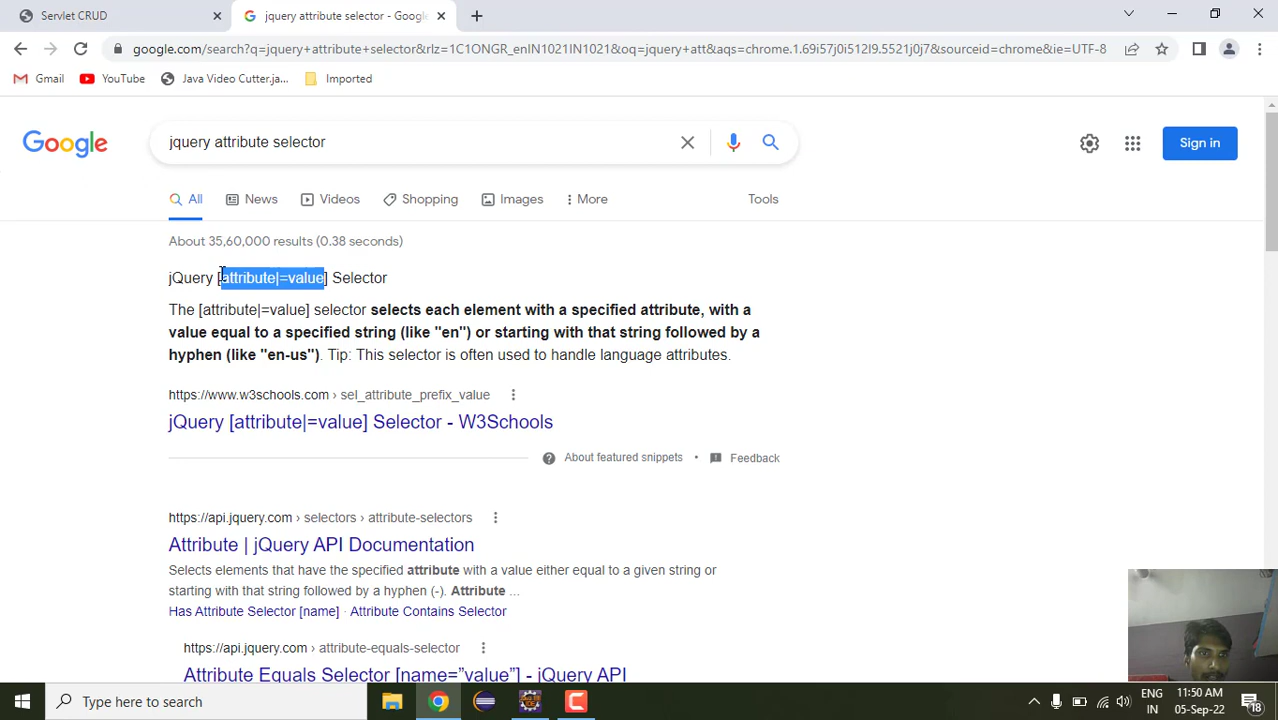 Servlet CRUD
jquery attribute selector - Google
google.com/search?q=jquery+attribute+selector&rlz=1C1ONGR_enIN1021IN1021&oq=jquery+att&aqs=chrome.1.69i57j0i512l9.5521j0j7&sourceid=chrome&ie=UTF-8
Gmail YouTube Java Video Cutter.ja... Imported
Google jquery attribute selector Sign in
All News Videos Shopping Images More Tools
About 35,60,000 results (0.38 seconds)
jQuery [attribute|=value] Selector
The [attribute|=value] selector selects each element with a specified attribute, with a
value equal to a specified string (like "en") or starting with that string followed by a
hyphen (like "en-us"). Tip: This selector is often used to handle language attributes.
https://www.w3schools.com › sel_attribute_prefix_value
jQuery [attribute|=value] Selector - W3Schools
About featured snippets • Feedback
https://api.jquery.com › selectors › attribute-selectors
Attribute | jQuery API Documentation
Selects elements that have the specified attribute with a value either equal to a given string or
starting with that string followed by a hyphen (-). Attribute ...
Has Attribute Selector [name] · Attribute Contains Selector
https://api.jquery.com › attribute-equals-selector
Attribute Equals Selector [name="value"] - jQuery API
Type here to search
ENG
IN
11:50 AM
05-Sep-22
18